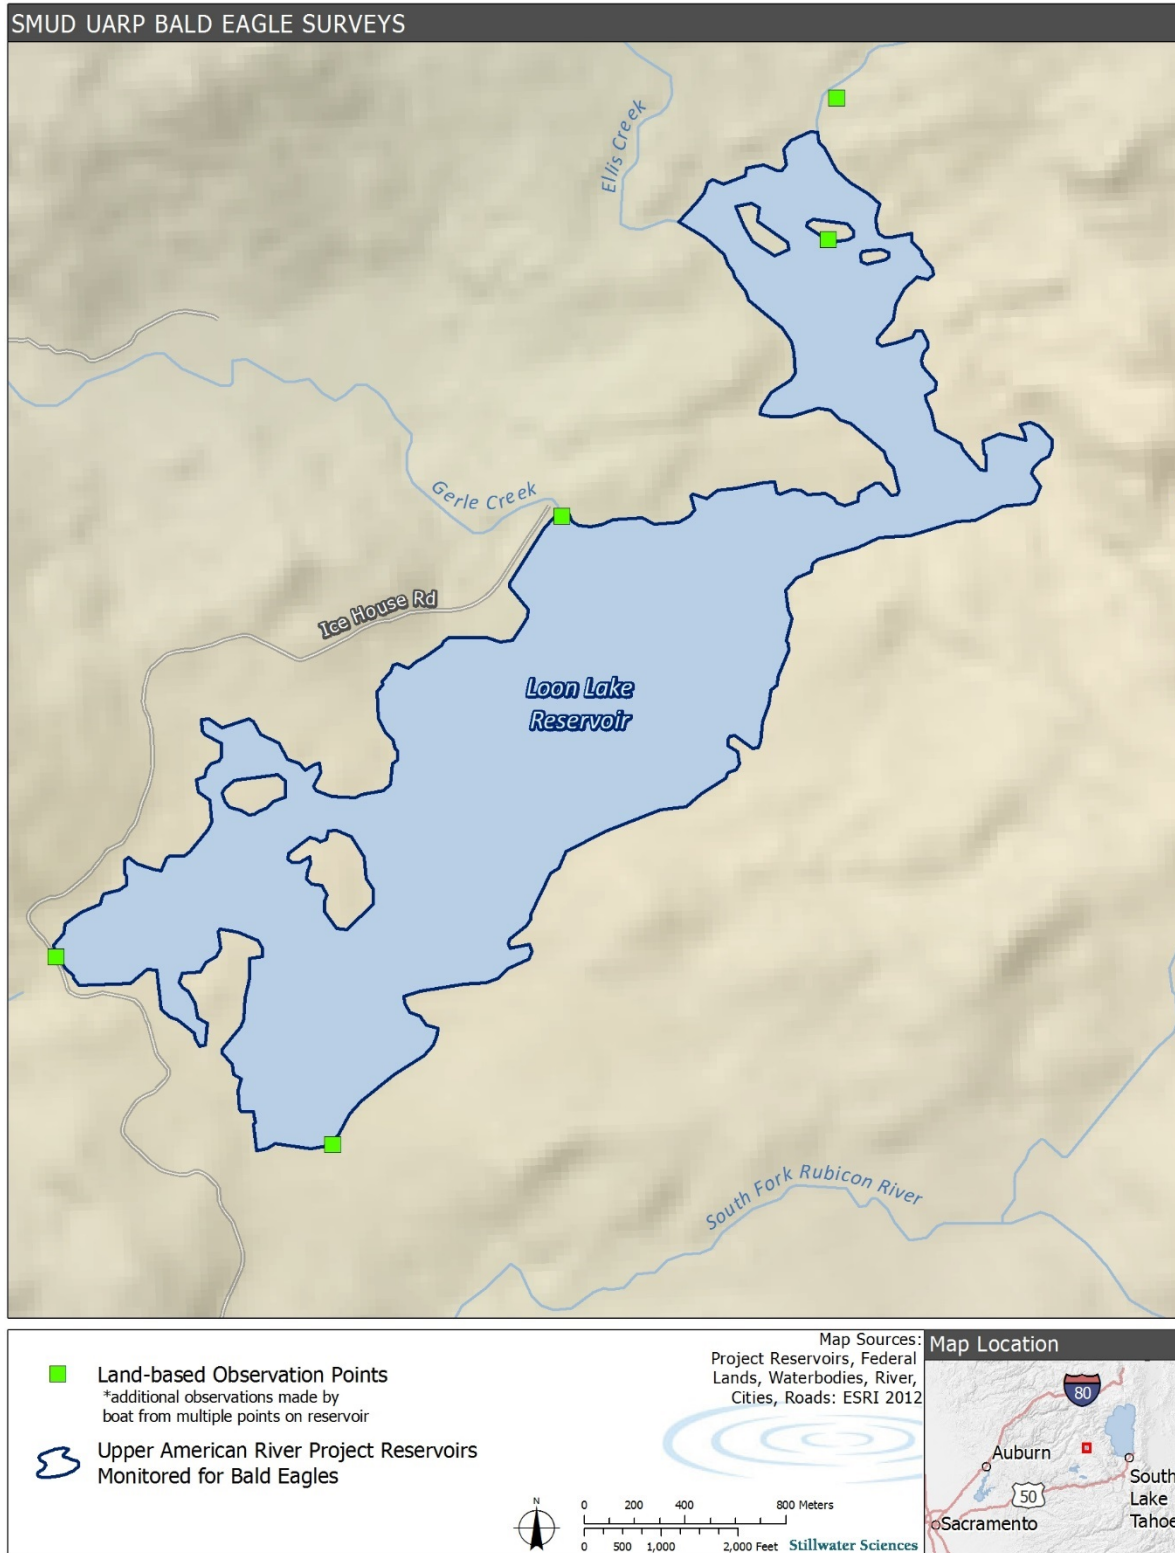 SMUD UARP BALD EAGLE SURVEYS
Ellis Creek
Gerle Creek
Ice House Rd
Loon Lake
Reservoir
South Fork Rubicon River
Land-based Observation Points
*additional observations made by
boat from multiple points on reservoir
Upper American River Project Reservoirs
Monitored for Bald Eagles
Map Sources:
Project Reservoirs, Federal
Lands, Waterbodies, River,
Cities, Roads: ESRI 2012
N
0 200 400 800 Meters
0 500 1,000 2,000 Feet
Stillwater Sciences
Map Location
80
Auburn
50
South
Lake
Tahoe
Sacramento